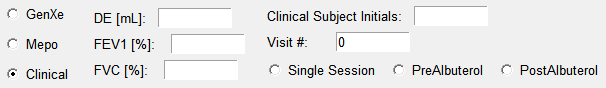 GenXe DE [mL]: Clinical Subject Initials:
Mepo FEV1 [%]: Visit #: 0
Clinical FVC [%]: Single Session PreAlbuterol PostAlbuterol